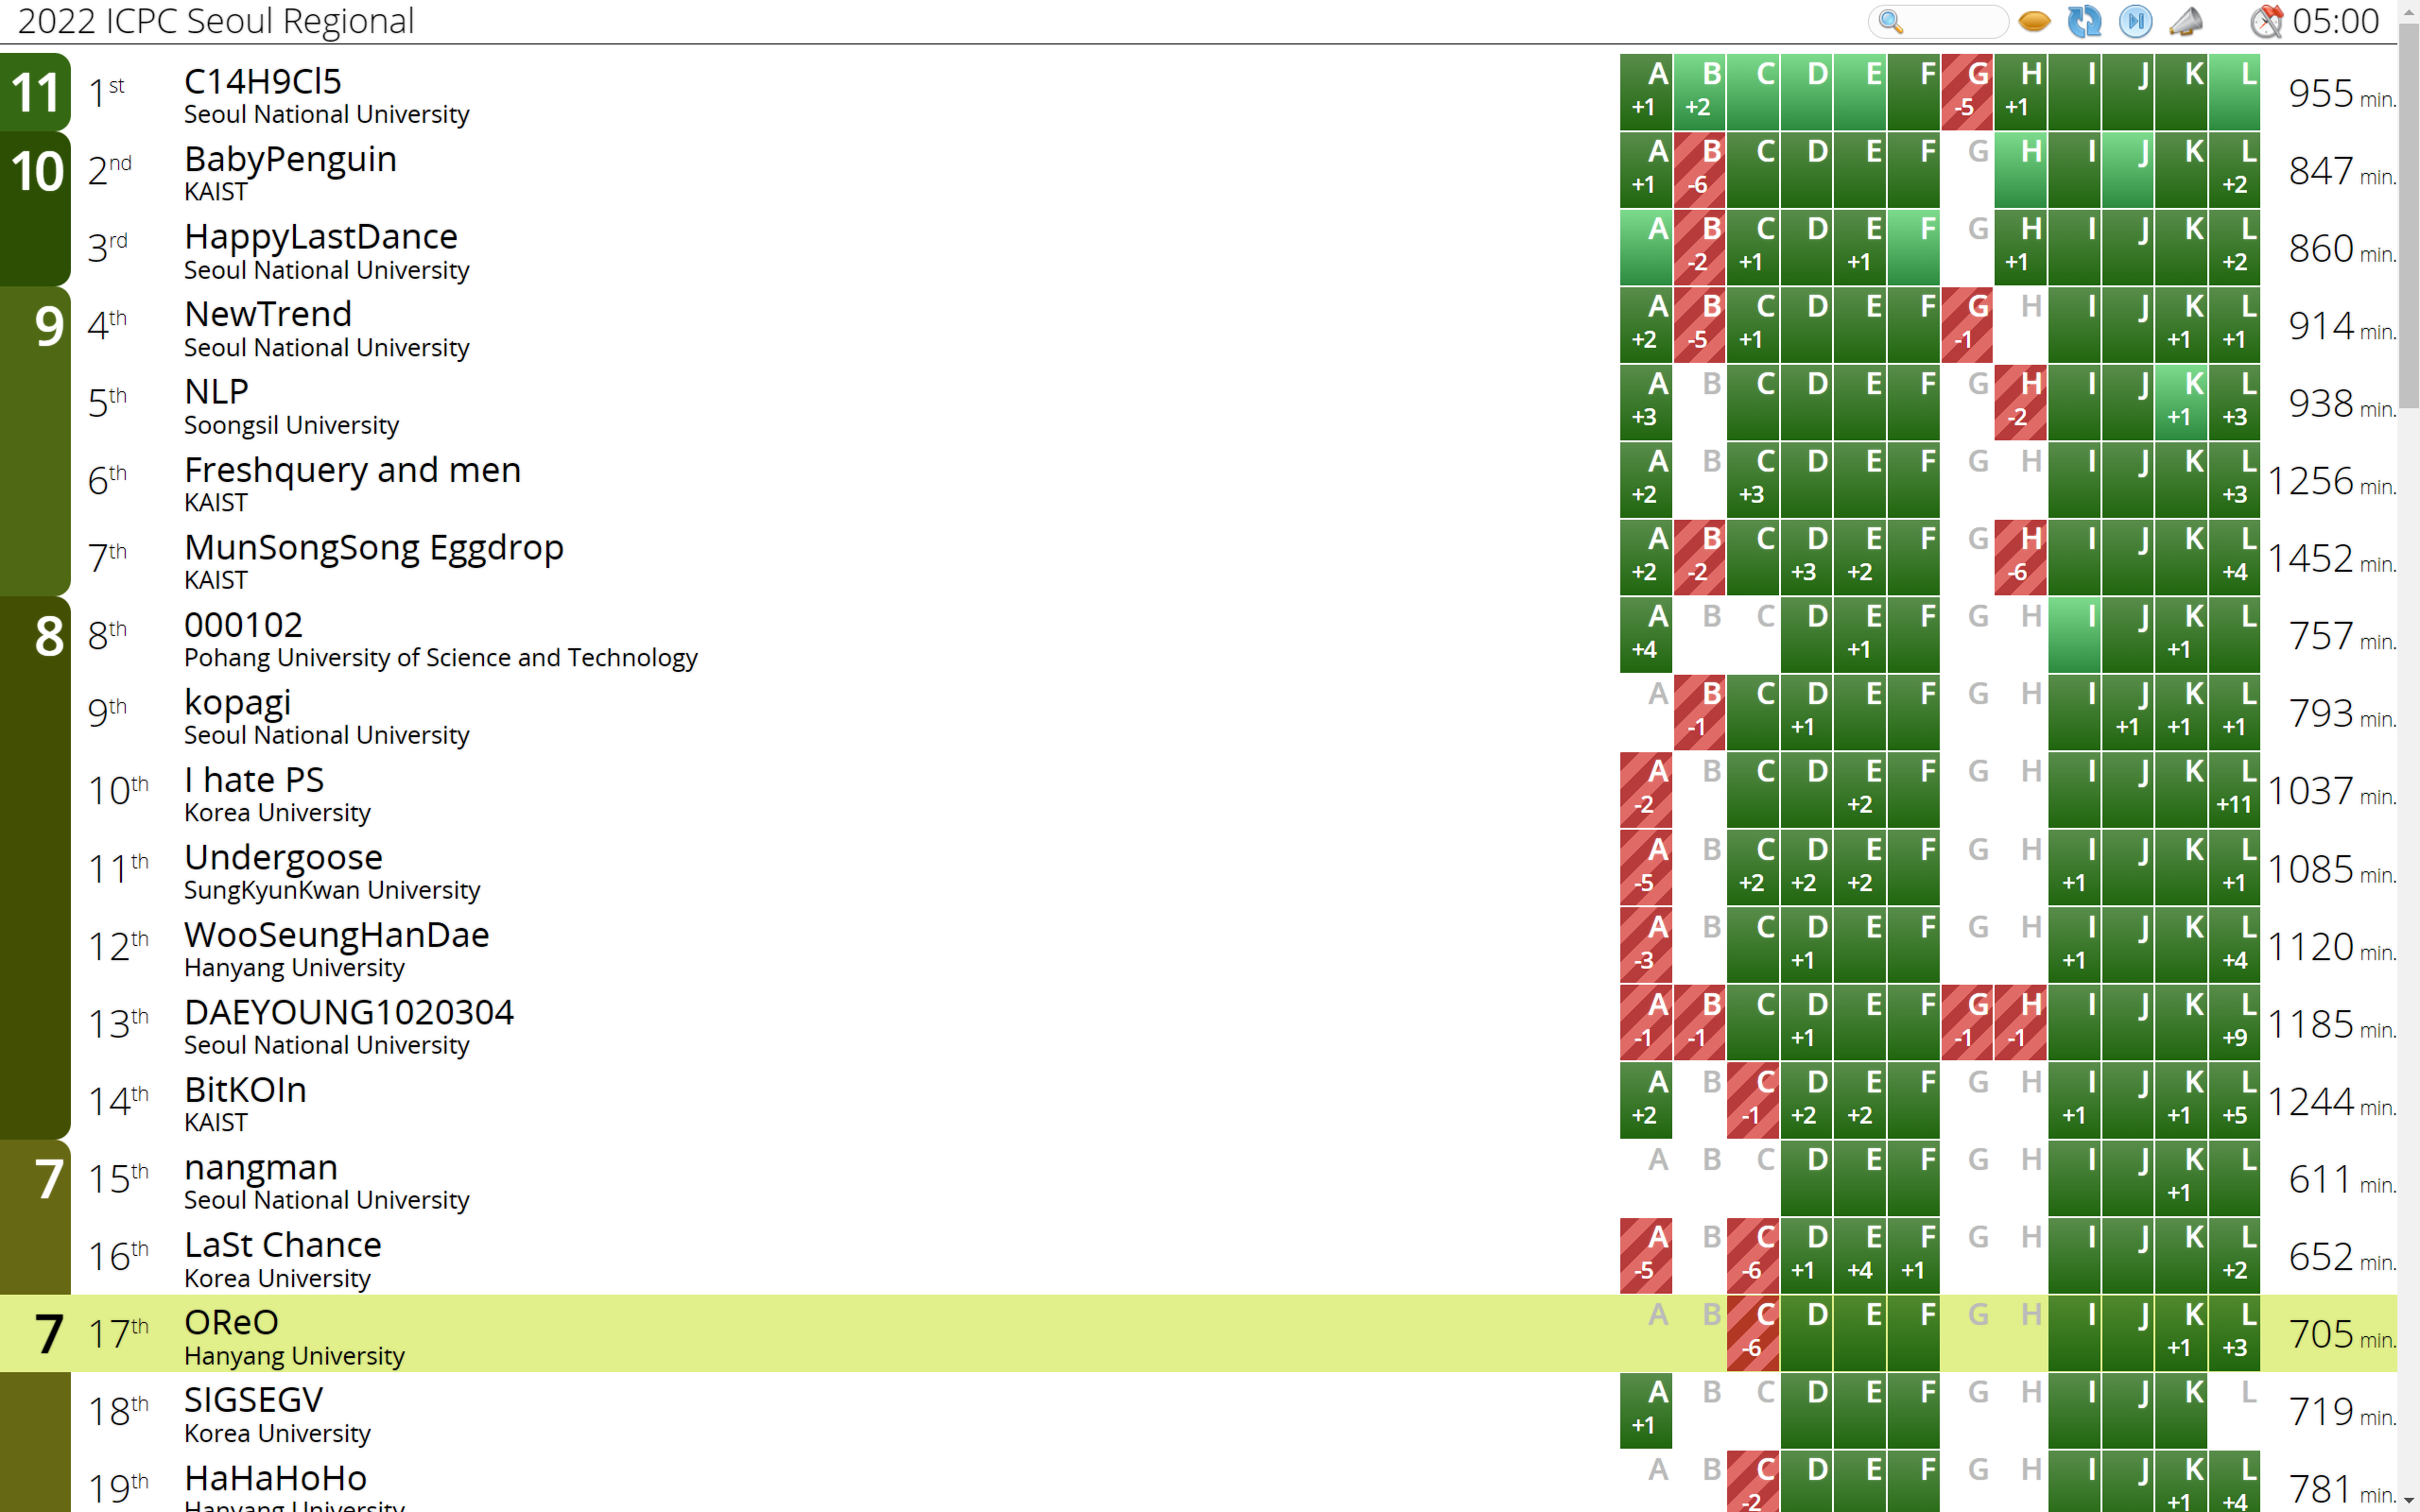 2022 ICPC Seoul Regional 05:00
11 1st C14H9Cl5 A B C D E F G H I J K L 955 min.
Seoul National University +1 +2 -5 +1
10 2nd BabyPenguin A B C D E F G H I J K L 847 min.
KAIST +1 -6 +2
3rd HappyLastDance A B C D E F G H I J K L 860 min.
Seoul National University -2 +1 +1 +1 +2
9 4th NewTrend A B C D E F G H I J K L 914 min.
Seoul National University +2 -5 +1 -1 +1 +1
5th NLP A B C D E F G H I J K L 938 min.
Soongsil University +3 -2 +1 +3
6th Freshquery and men A B C D E F G H I J K L 1256 min.
KAIST +2 +3 +3
7th MunSongSong Eggdrop A B C D E F G H I J K L 1452 min.
KAIST +2 -2 +3 +2 -6 +4
8 8th 000102 A B C D E F G H I J K L 757 min.
Pohang University of Science and Technology +4 +1 +1
9th kopagi A B C D E F G H I J K L 793 min.
Seoul National University -1 +1 +1 +1 +1
10th I hate PS A B C D E F G H I J K L 1037 min.
Korea University -2 +2 +11
11th Undergoose A B C D E F G H I J K L 1085 min.
SungKyunKwan University -5 +2 +2 +2 +1 +1
12th WooSeungHanDae A B C D E F G H I J K L 1120 min.
Hanyang University -3 +1 +1 +4
13th DAEYOUNG1020304 A B C D E F G H I J K L 1185 min.
Seoul National University -1 -1 +1 -1 -1 +9
14th BitKOIn A B C D E F G H I J K L 1244 min.
KAIST +2 -1 +2 +2 +1 +1 +5
7 15th nangman A B C D E F G H I J K L 611 min.
Seoul National University +1
16th LaSt Chance A B C D E F G H I J K L 652 min.
Korea University -5 -6 +1 +4 +1 +2
7 17th OReO A B C D E F G H I J K L 705 min.
Hanyang University -6 +1 +3
18th SIGSEGV A B C D E F G H I J K L 719 min.
Korea University +1
19th HaHaHoHo A B C D E F G H I J K L 781 min.
Hanyang University -2 +1 +4